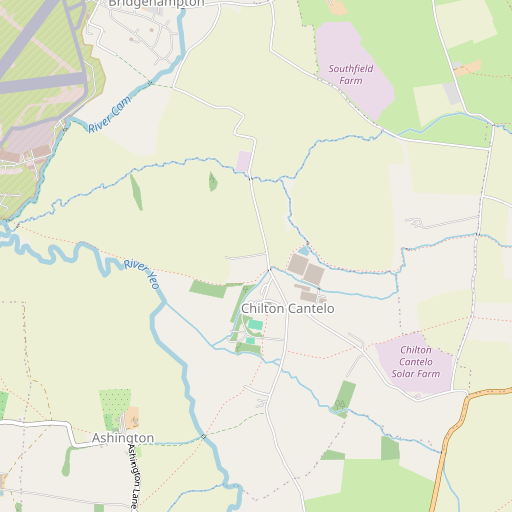 Bridgehampton
Southfield
Farm
River Cam
River Yeo
Chilton Cantelo
Chilton
Cantelo
Solar Farm
Ashington
Ashington Lane